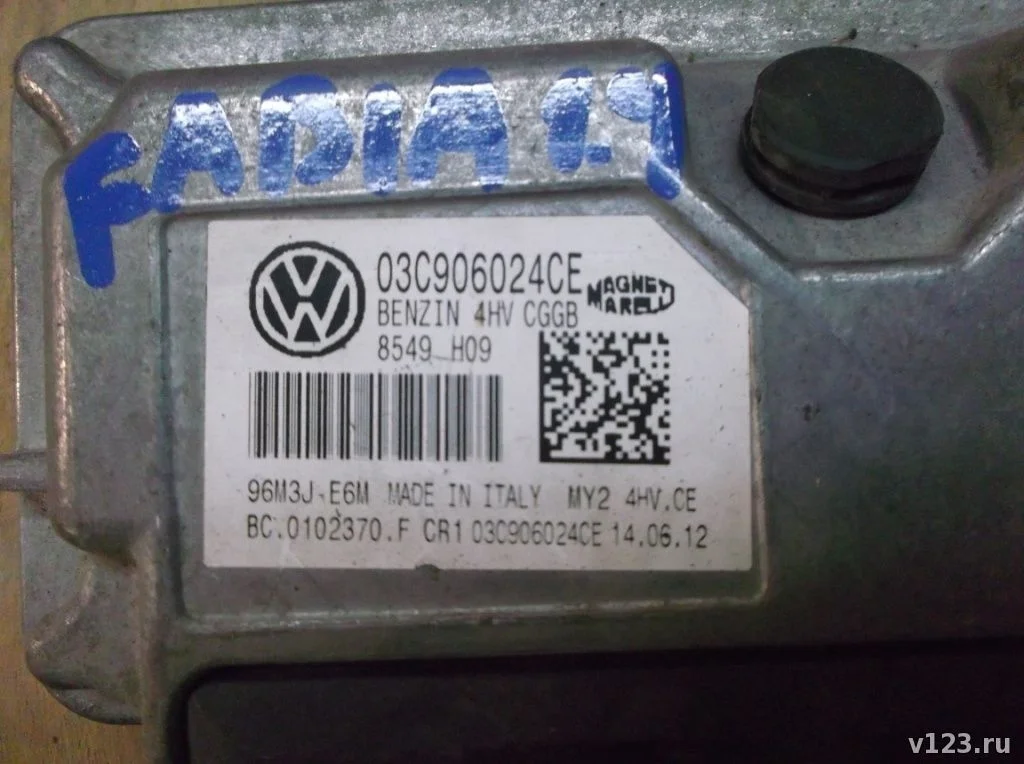 FABIA 1.4
03C906024CE
MAGNETI
MARELLI
BENZIN 4HV CGGB
8549 H09
96M3J E6M MADE IN ITALY MY2 4HV.CE
BC.0102370.F CR1 03C906024CE 14.06.12
v123.ru